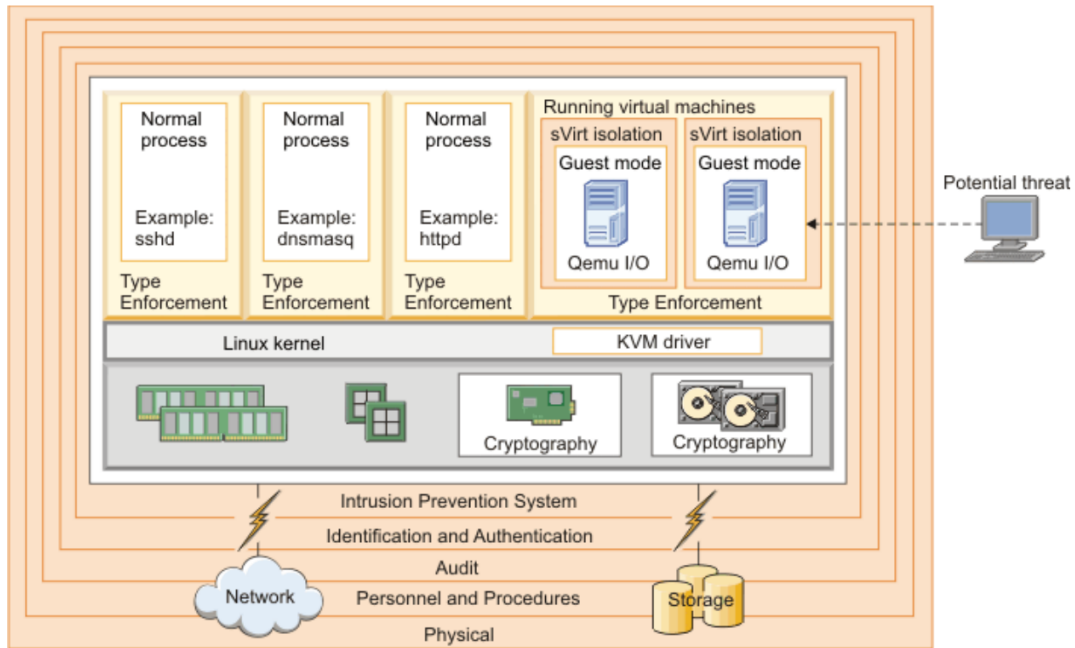 Normal
process
Example:
sshd
Type
Enforcement
Normal
process
Example:
dnsmasq
Type
Enforcement
Normal
process
Example:
httpd
Type
Enforcement
Running virtual machines
sVirt isolation
Guest mode
Qemu I/O
sVirt isolation
Guest mode
Qemu I/O
Type Enforcement
Potential threat
Linux kernel
KVM driver
Cryptography
Cryptography
Intrusion Prevention System
Identification and Authentication
Audit
Network
Personnel and Procedures
Storage
Physical